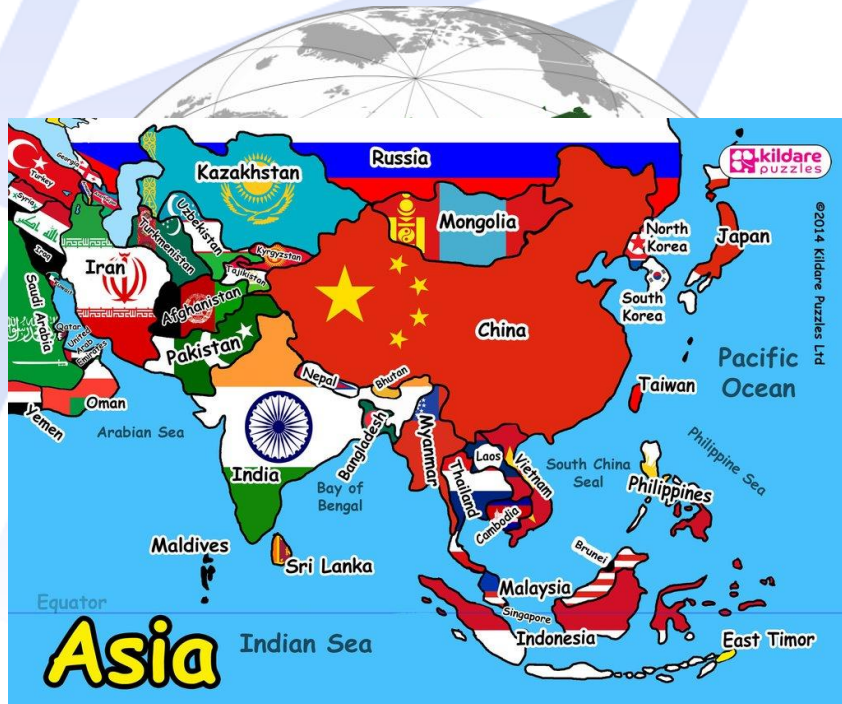 kildare
puzzles
Russia
Kazakhstan
Georgia
Turkey
Mongolia
Uzbekistan
Syria
North
Korea
Japan
©2014 Kildare Puzzles Ltd
Turkmenistan
Kyrgyzstan
Iraq
Iran
Tajikistan
Saudi Arabia
Kuwait
Afghanistan
South
Korea
China
Qatar
United
Arab
Emirates
Pakistan
Pacific
Ocean
Nepal
Bhutan
Taiwan
Oman
Yemen
Arabian Sea
Bangladesh
Myanmar
Laos
Vietnam
Thailand
South China
Seal
Philippine Sea
India
Bay of
Bengal
Philippines
Cambodia
Maldives
Sri Lanka
Brunei
Malaysia
Equator
Singapore
Indonesia
East Timor
Asia
Indian Sea